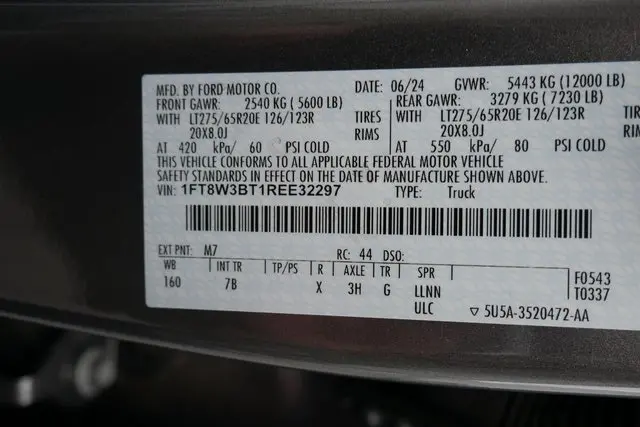 MFD. BY FORD MOTOR CO. DATE: 06/24 GVWR: 5443 KG (12000 LB)
FRONT GAWR: 2540 KG (5600 LB) REAR GAWR: 3279 KG (7230 LB)
WITH LT275/65R20E 126/123R TIRES WITH LT275/65R20E 126/123R TIRE
20X8.0J RIMS 20X8.0J RIM
AT 420 kPa/ 60 PSI COLD AT 550 kPa/ 80 PSI COLD
THIS VEHICLE CONFORMS TO ALL APPLICABLE FEDERAL MOTOR VEHICLE
SAFETY STANDARDS IN EFFECT ON THE DATE OF MANUFACTURE SHOWN ABOVE.
VIN: 1FT8W3BT1REE32297 TYPE: Truck
EXT PNT: M7 RC: 44 DSO:
WB INT TR TP/PS R AXLE TR SPR F0543
160 7B X 3H G LLNN T0337
ULC ▽ 5U5A-3520472-AA